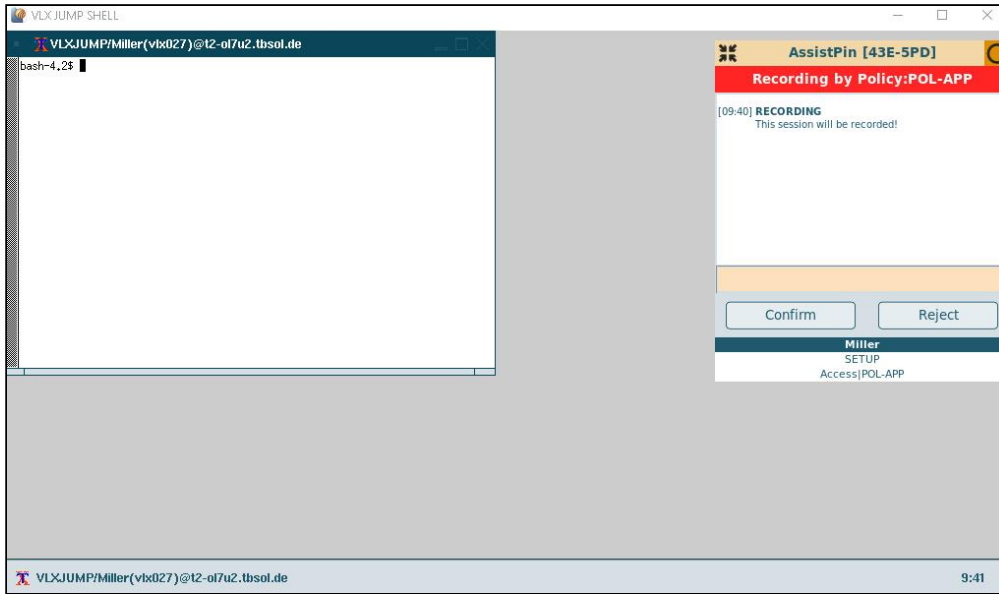 VLX JUMP SHELL
VLXJUMP/Miller(vlx027)@t2-ol7u2.tbsol.de
bash-4.2$
AssistPin [43E-5PD]
Recording by Policy:POL-APP
[09:40] RECORDING
This session will be recorded!
Confirm
Reject
Miller
SETUP
Access|POL-APP
VLXJUMP/Miller(vlx027)@t2-ol7u2.tbsol.de
9:41